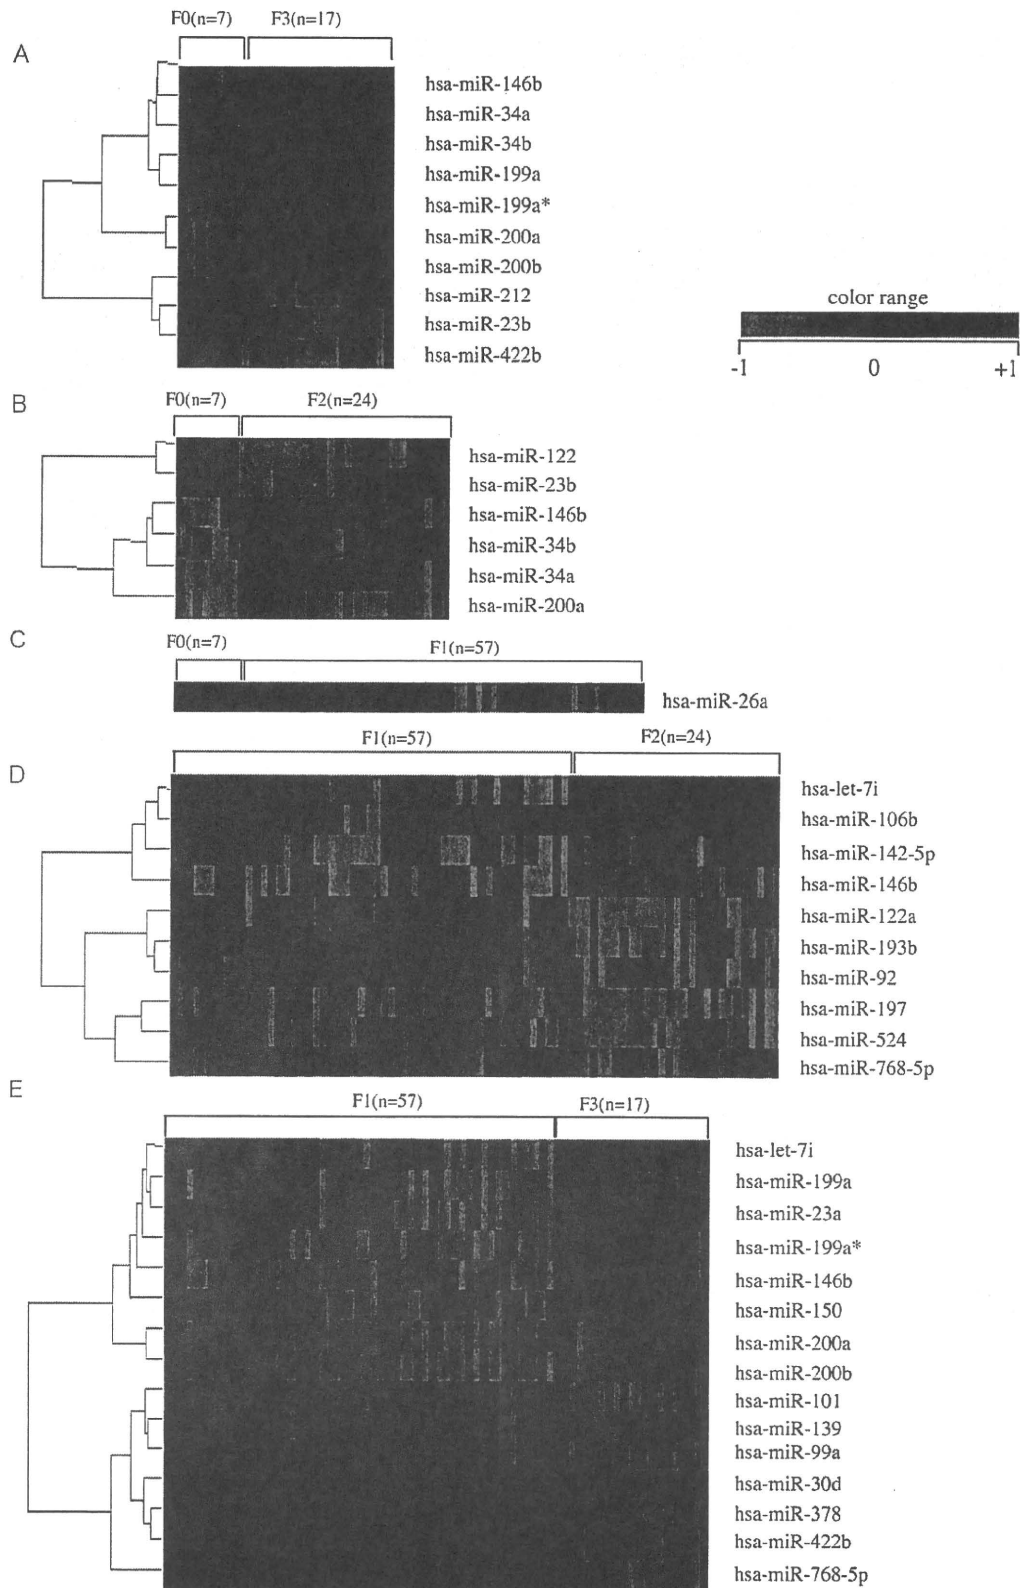 F0(n=7) F3(n=17)
A
hsa-miR-146b
hsa-miR-34a
hsa-miR-34b
hsa-miR-199a
hsa-miR-199a*
hsa-miR-200a
hsa-miR-200b
hsa-miR-212
hsa-miR-23b
hsa-miR-422b
color range
-1 0 +1
B
F0(n=7) F2(n=24)
hsa-miR-122
hsa-miR-23b
hsa-miR-146b
hsa-miR-34b
hsa-miR-34a
hsa-miR-200a
C
F0(n=7) F1(n=57)
hsa-miR-26a
D
F1(n=57) F2(n=24)
hsa-let-7i
hsa-miR-106b
hsa-miR-142-5p
hsa-miR-146b
hsa-miR-122a
hsa-miR-193b
hsa-miR-92
hsa-miR-197
hsa-miR-524
hsa-miR-768-5p
E
F1(n=57) F3(n=17)
hsa-let-7i
hsa-miR-199a
hsa-miR-23a
hsa-miR-199a*
hsa-miR-146b
hsa-miR-150
hsa-miR-200a
hsa-miR-200b
hsa-miR-101
hsa-miR-139
hsa-miR-99a
hsa-miR-30d
hsa-miR-378
hsa-miR-422b
hsa-miR-768-5p